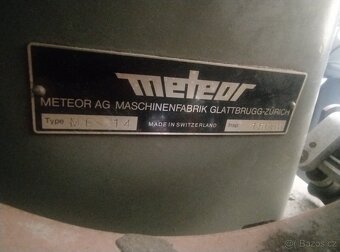 meteor
METEOR AG MASCHINENFABRIK GLATTBRUGG-ZÜRICH
Type
MADE IN SWITZERLAND
Bazos.cz